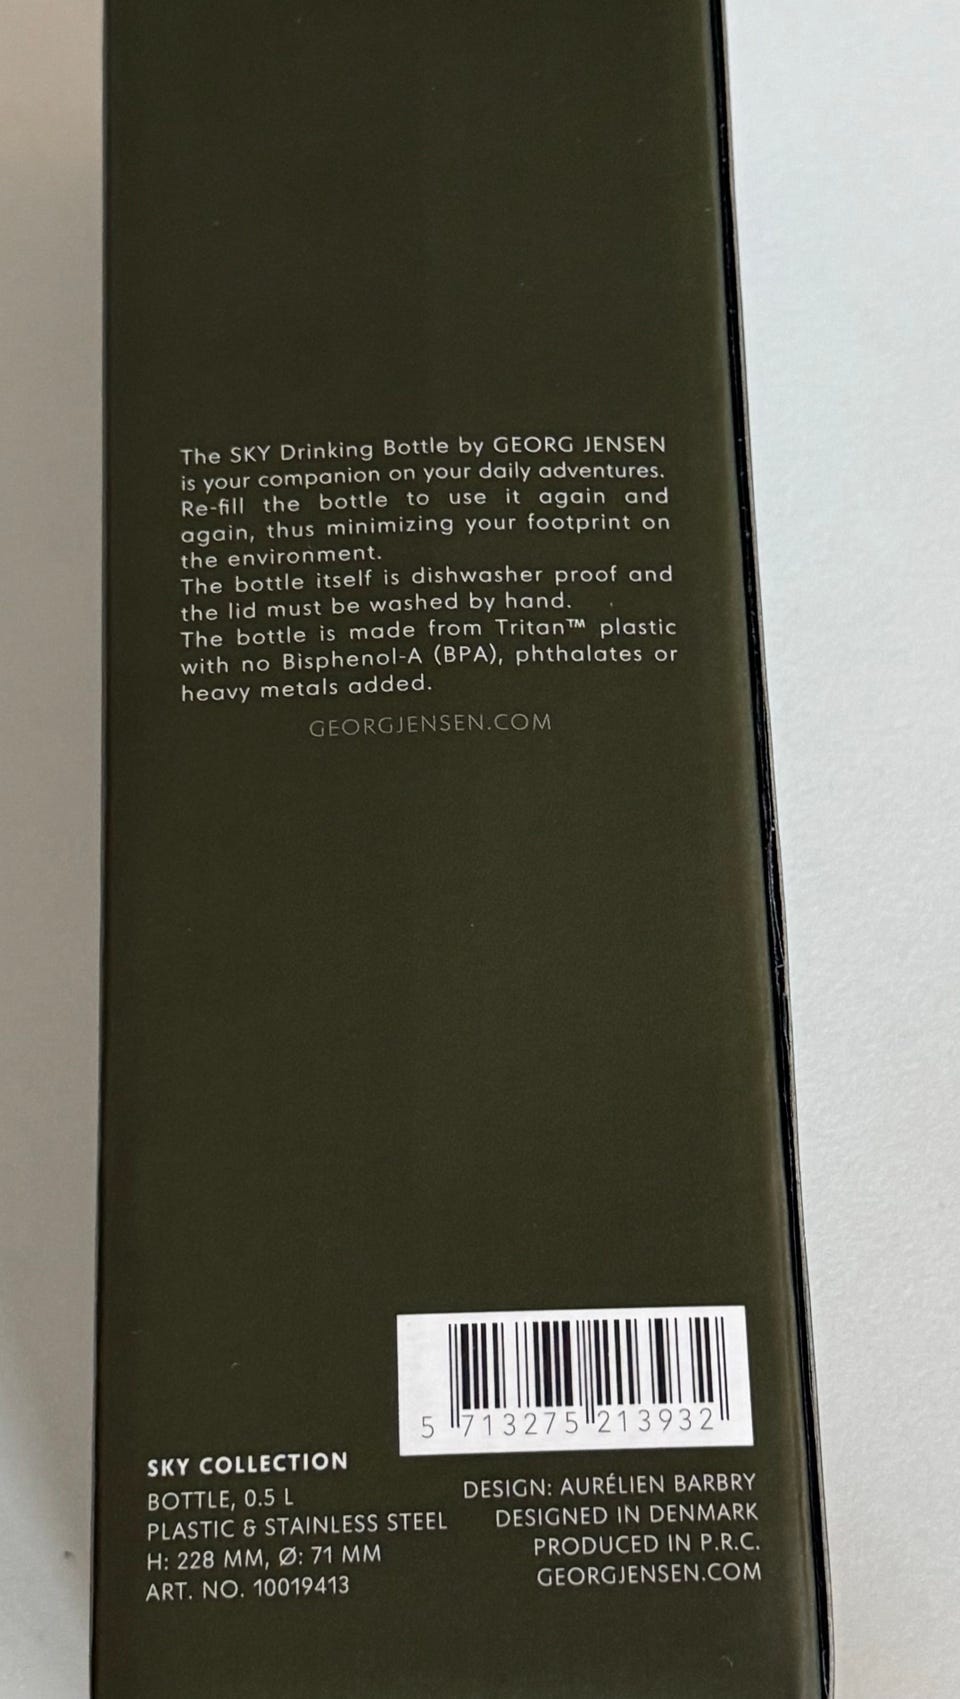 The SKY Drinking Bottle by GEORG JENSEN
is your companion on your daily adventures.
Re-fill the bottle to use it again and
again, thus minimizing your footprint on
the environment.
The bottle itself is dishwasher proof and
the lid must be washed by hand.
The bottle is made from Tritan™ plastic
with no Bisphenol-A (BPA), phthalates or
heavy metals added.
GEORGJENSEN.COM
5 713275 213932
SKY COLLECTION
BOTTLE, 0.5 L
PLASTIC & STAINLESS STEEL
H: 228 MM, Ø: 71 MM
ART. NO. 10019413
DESIGN: AURÉLIEN BARBRY
DESIGNED IN DENMARK
PRODUCED IN P.R.C.
GEORGJENSEN.COM